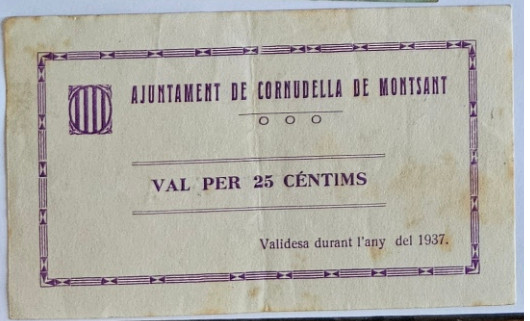 AJUNTAMENT DE CORNUDELLA DE MONTSANT
VAL PER 25 CÉNTIMS
Validesa durant l'any del 1937.